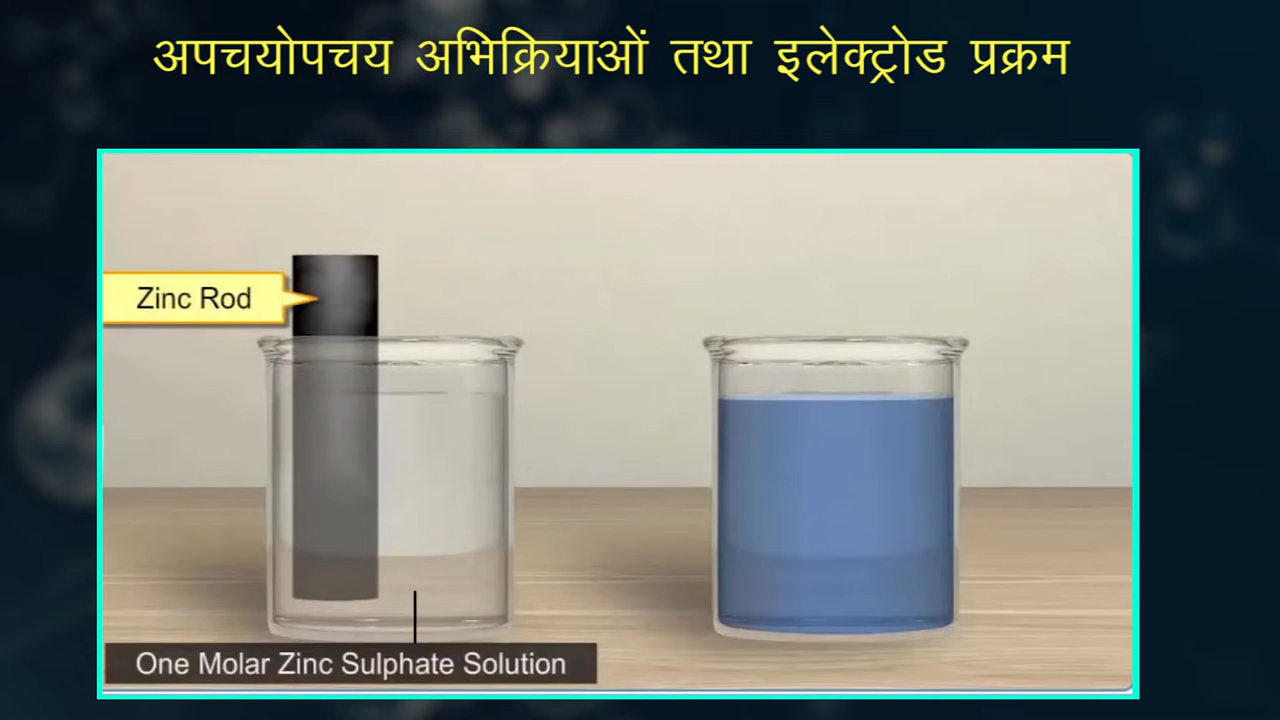 अपचयोपचय अभिक्रियाओं तथा इलेक्ट्रोड प्रक्रम
Zinc Rod
One Molar Zinc Sulphate Solution